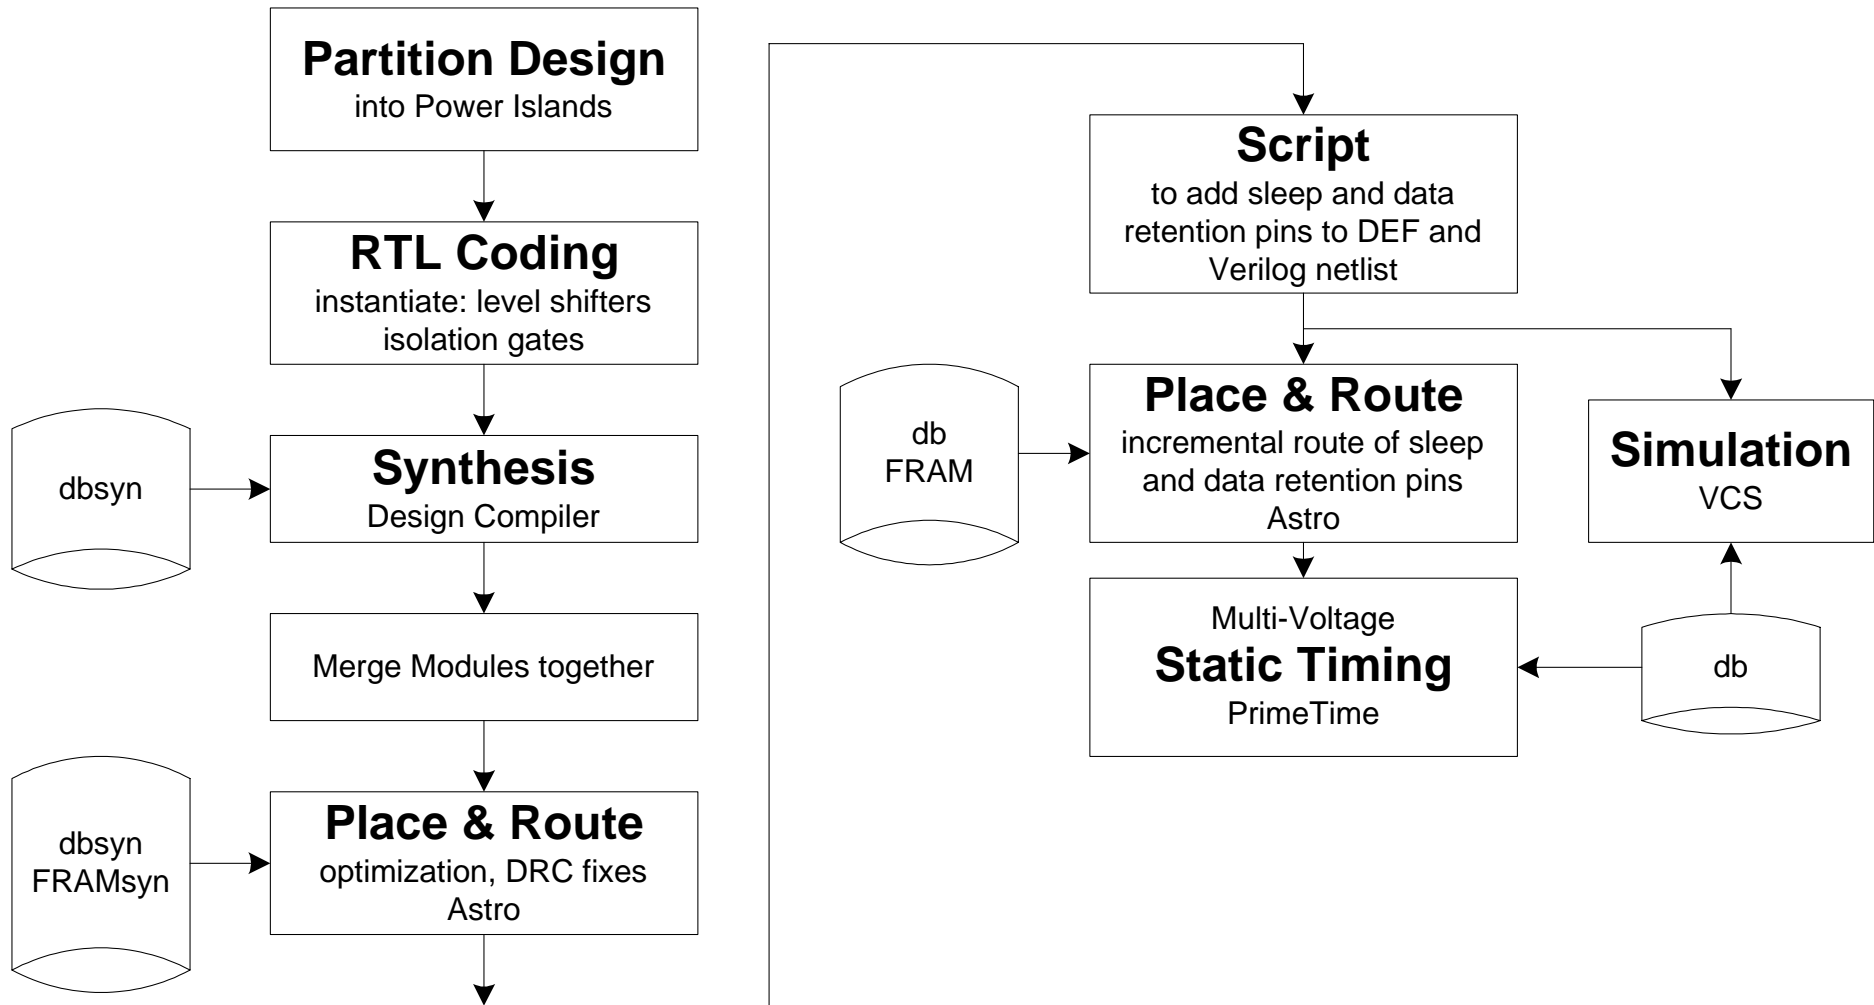 Partition Design
into Power Islands
RTL Coding
instantiate: level shifters
isolation gates
dbsyn
Synthesis
Design Compiler
Merge Modules together
dbsyn
FRAMsyn
Place & Route
optimization, DRC fixes
Astro
Script
to add sleep and data
retention pins to DEF and
Verilog netlist
db
FRAM
Place & Route
incremental route of sleep
and data retention pins
Astro
Simulation
VCS
Multi-Voltage
Static Timing
PrimeTime
db